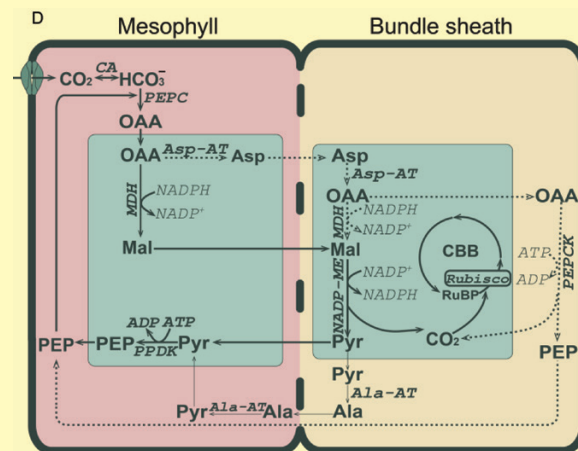 D
Mesophyll
Bundle sheath
CO₂ CA HCO₃⁻
PEPC
OAA
OAA Asp-AT Asp
MDH
NADPH
NADP⁺
Mal
ADP ATP
PEP PEP PPDK Pyr
Pyr Ala-AT Ala
Asp
Asp-AT
OAA
OAA
MDH
NADPH
NADP⁺
Mal
NADP-ME
NADP⁺
NADPH
CBB
Rubisco
RuBP
ATP
ADP
PEPCK
CO₂
Pyr
PEP
Pyr
Ala-AT
Ala